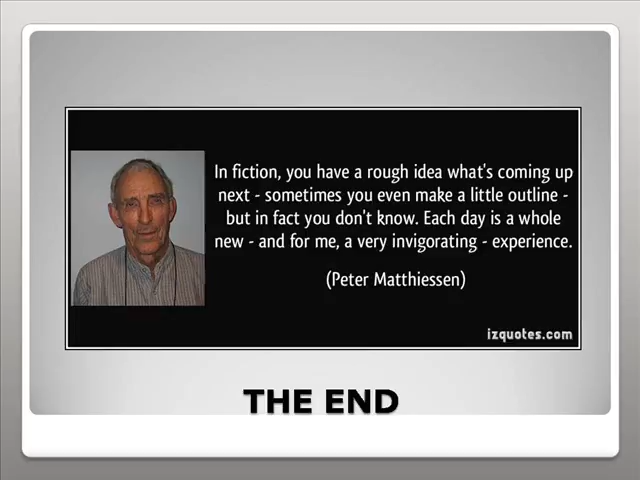 In fiction, you have a rough idea what's coming up
next - sometimes you even make a little outline -
but in fact you don't know. Each day is a whole
new - and for me, a very invigorating - experience.
(Peter Matthiessen)
izquotes.com
THE END